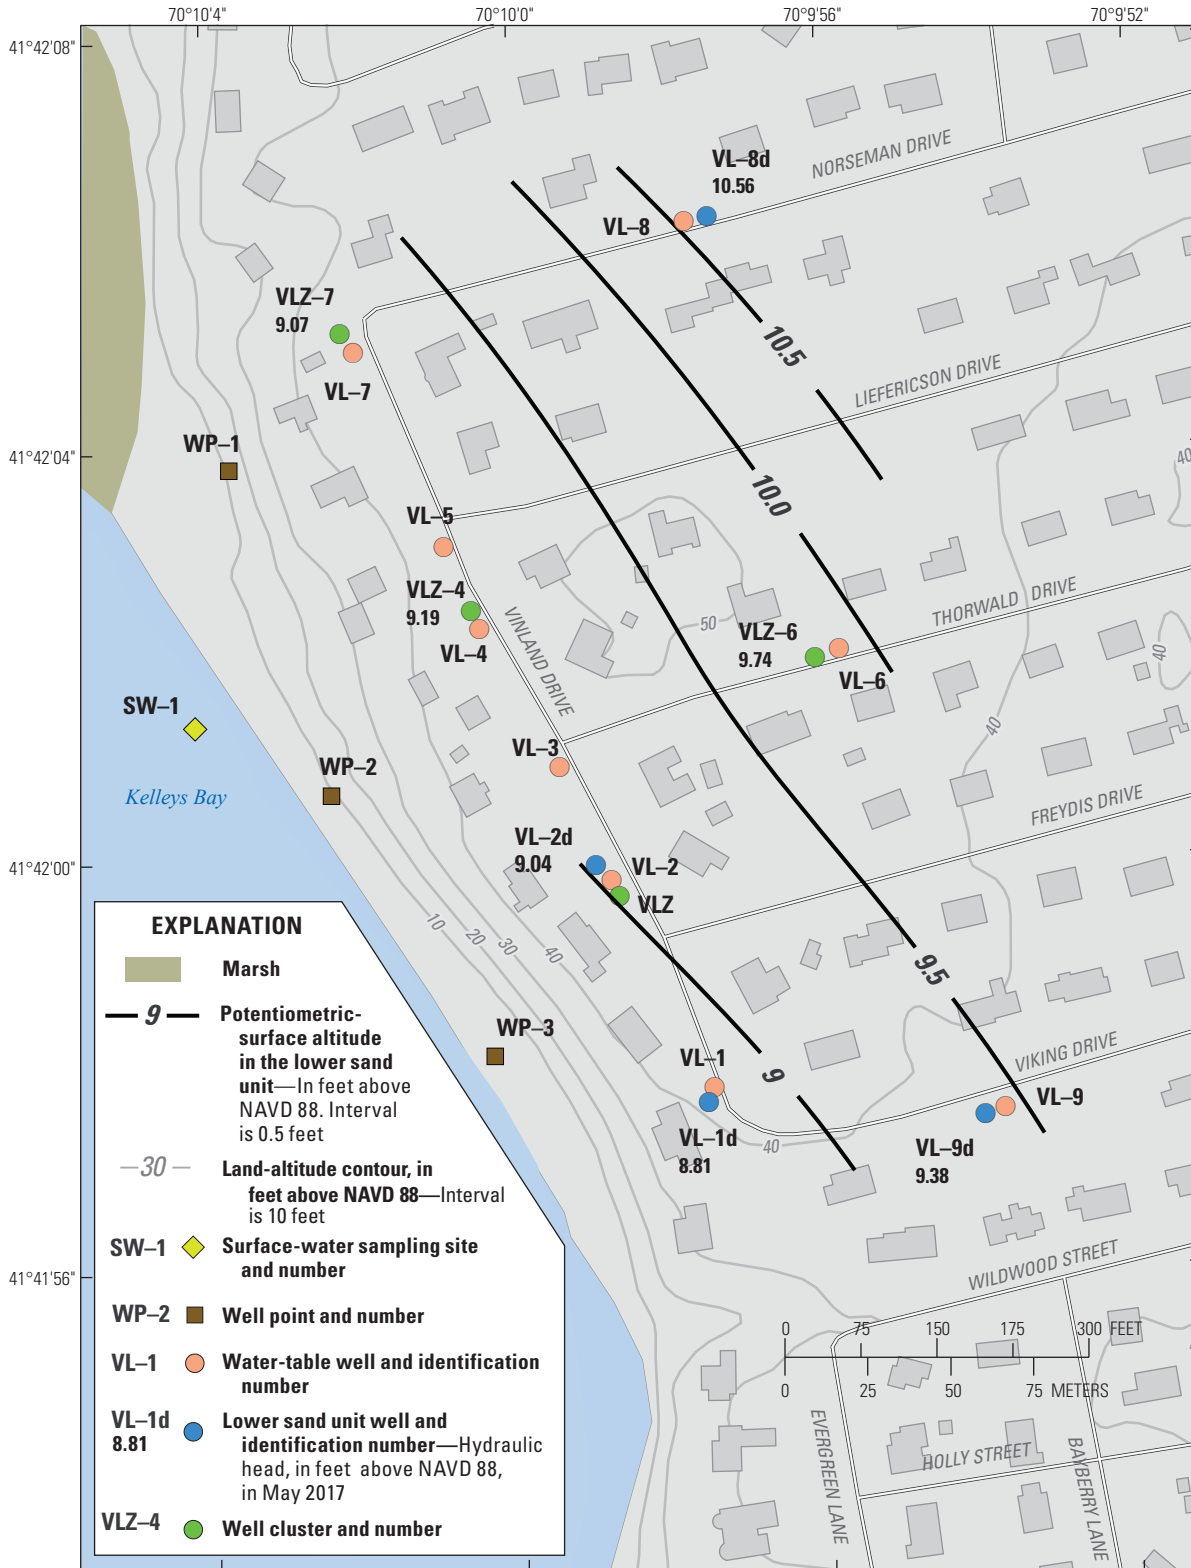 70°10'4"
70°10'0"
70°9'56"
70°9'52"
41°42'08"
NORSEMAN DRIVE
VL–8d
10.56
VL–8
VLZ–7
9.07
VL–7
10.5
LIEFERICSON DRIVE
WP–1
41°42'04"
40
10.0
VL–5
VLZ–4
9.19
VL–4
VINLAND DRIVE
50
VLZ–6
9.74
VL–6
THORWALD DRIVE
40
40
SW–1
VL–3
WP–2
Kelleys Bay
FREYDIS DRIVE
VL–2d
9.04
VL–2
VLZ
41°42'00"
10
20
30
40
9.5
WP–3
VL–1
9
VIKING DRIVE
VL–9
VL–1d
8.81
40
VL–9d
9.38
WILDWOOD STREET
41°41'56"
0 75 150 175 300 FEET
0 25 50 75 METERS
EVERGREEN LANE
HOLLY STREET
BAYBERRY LANE
EXPLANATION
Marsh
9
Potentiometric-
surface altitude
in the lower sand
unit—In feet above
NAVD 88. Interval
is 0.5 feet
30
Land-altitude contour, in
feet above NAVD 88—Interval
is 10 feet
SW–1 Surface-water sampling site
and number
WP–2 Well point and number
VL–1 Water-table well and identification
number
VL–1d Lower sand unit well and
8.81 identification number—Hydraulic
head, in feet above NAVD 88,
in May 2017
VLZ–4 Well cluster and number